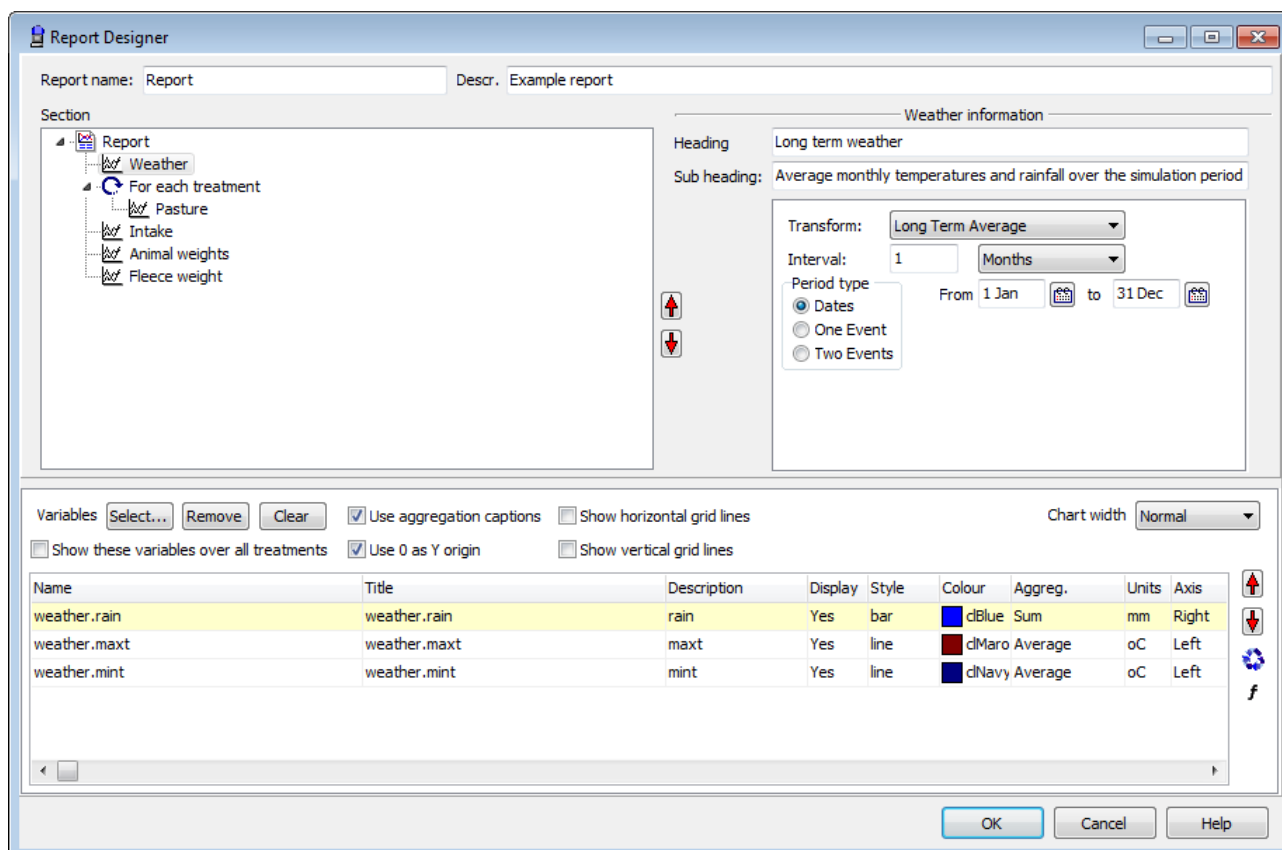 Report Designer
Report name: Report Descr. Example report
Section
Report
Weather
For each treatment
Pasture
Intake
Animal weights
Fleece weight
Weather information
Heading Long term weather
Sub heading: Average monthly temperatures and rainfall over the simulation period
Transform: Long Term Average
Interval: 1 Months
Period type
From 1 Jan to 31 Dec
Dates
One Event
Two Events
Variables Select... Remove Clear Use aggregation captions Show horizontal grid lines Chart width Normal
Show these variables over all treatments Use 0 as Y origin Show vertical grid lines
Name Title Description Display Style Colour Aggreg. Units Axis
weather.rain weather.rain rain Yes bar clBlue Sum mm Right
weather.maxt weather.maxt maxt Yes line clMaro Average oC Left
weather.mint weather.mint mint Yes line clNavy Average oC Left
f
OK Cancel Help